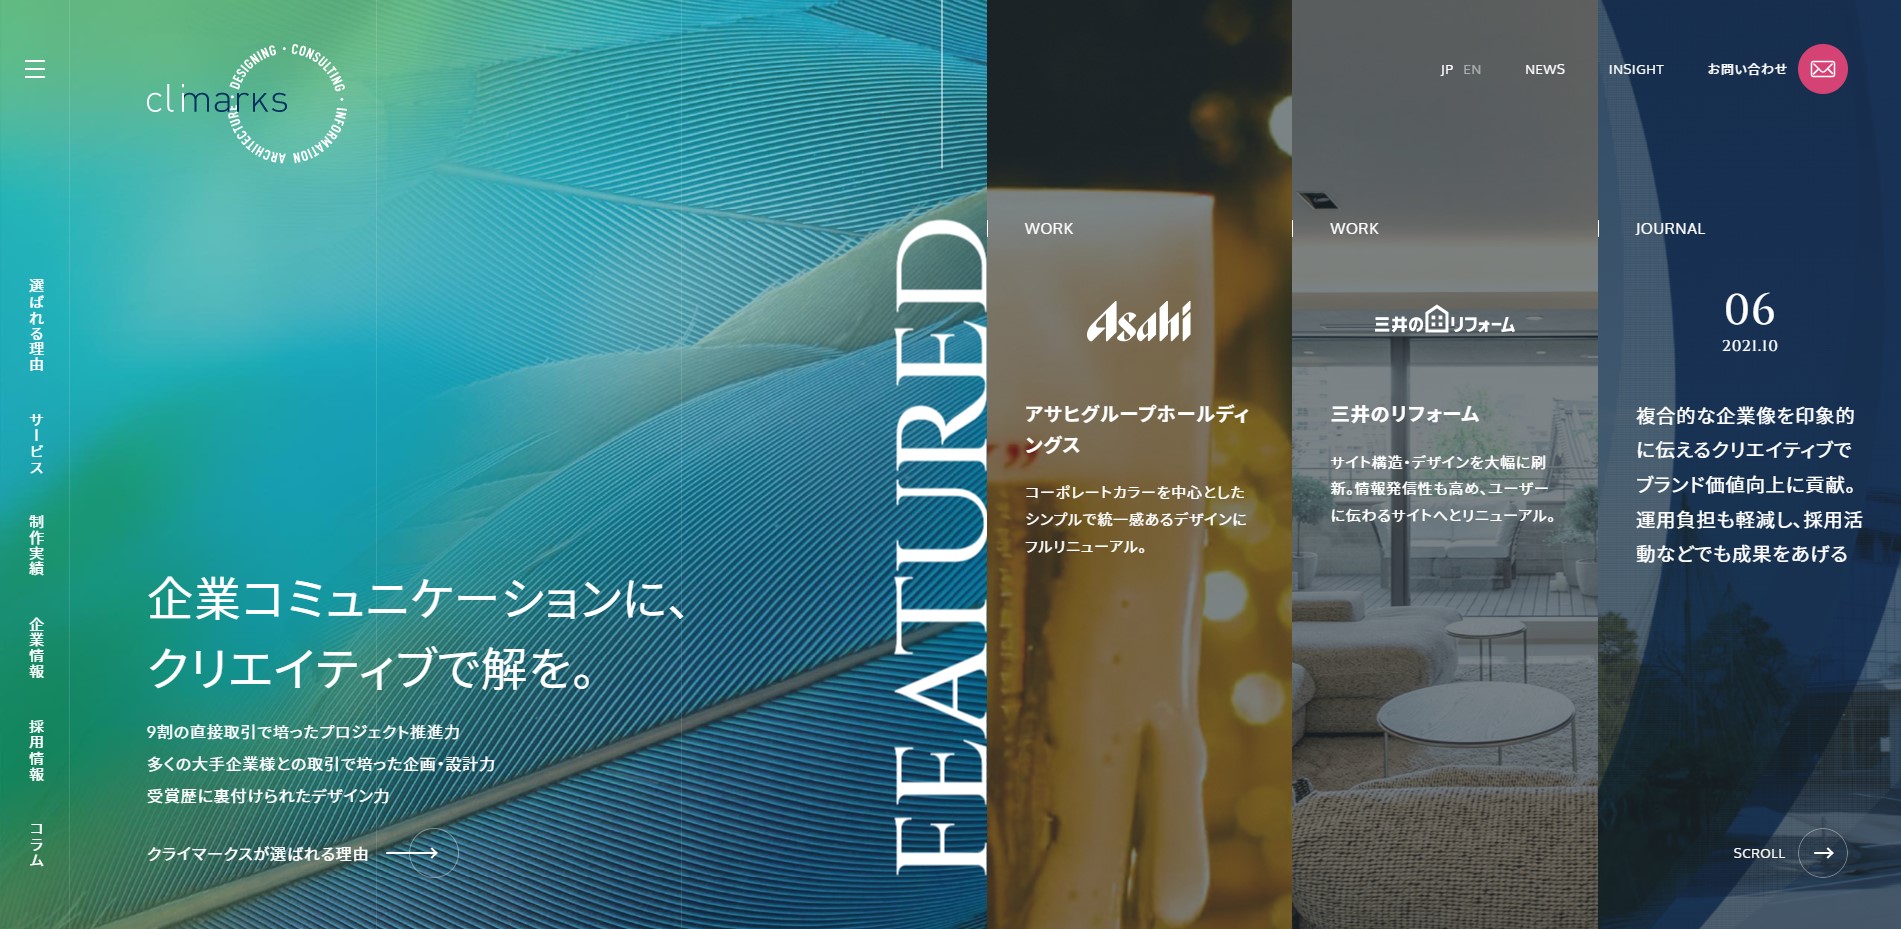 climarks
DESIGNING・CONSULTING・INFORMATION ARCHITECTURE・
JP EN NEWS INSIGHT お問い合わせ
選ばれる理由
サービス
制作実績
企業情報
採用情報
コラム
企業コミュニケーションに、
クリエイティブで解を。
9割の直接取引で培ったプロジェクト推進力
多くの大手企業様との取引で培った企画・設計力
受賞歴に裏付けられたデザイン力
クライマークスが選ばれる理由
FEATURED
WORK
Asahi
アサヒグループホールディ
ングス
コーポレートカラーを中心とした
シンプルで統一感あるデザインに
フルリニューアル。
WORK
三井のリフォーム
三井のリフォーム
サイト構造・デザインを大幅に刷
新。情報発信性も高め、ユーザー
に伝わるサイトへとリニューアル。
JOURNAL
06
2021.10
複合的な企業像を印象的
に伝えるクリエイティブで
ブランド価値向上に貢献。
運用負担も軽減し、採用活
動などでも成果をあげる
SCROLL